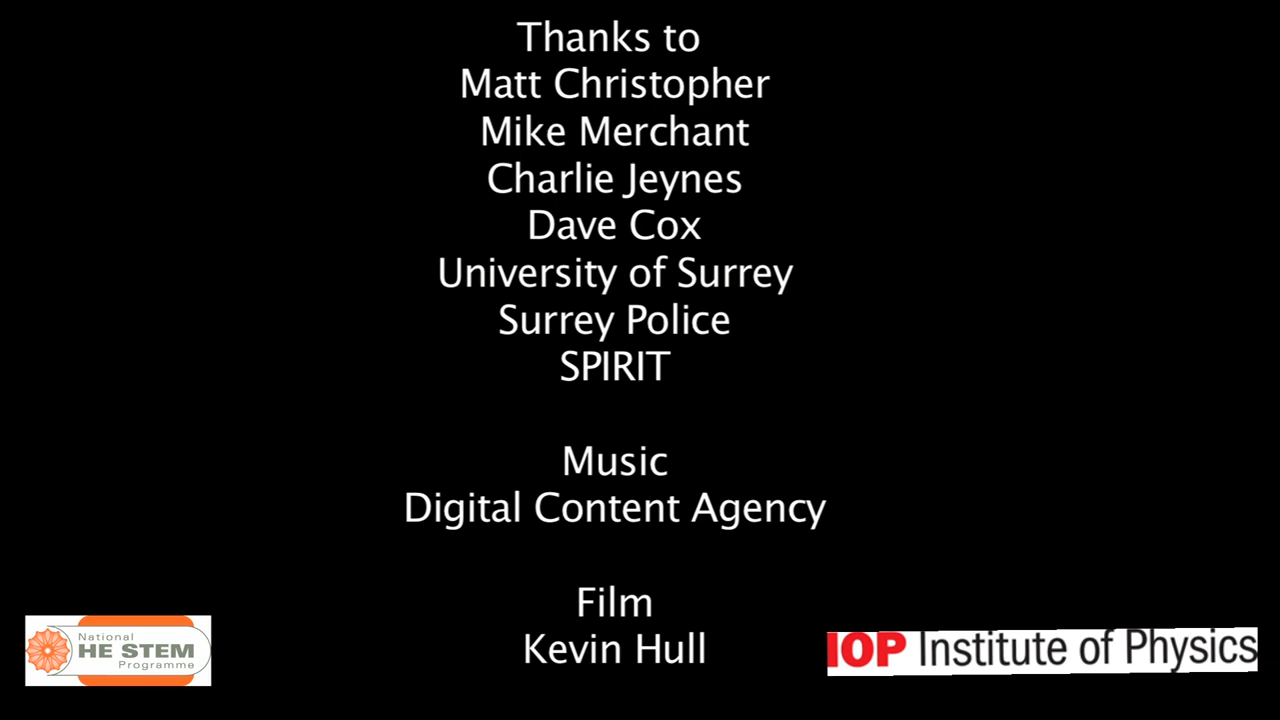 Thanks to
Matt Christopher
Mike Merchant
Charlie Jeynes
Dave Cox
University of Surrey
Surrey Police
SPIRIT
Music
Digital Content Agency
Film
Kevin Hull
National
HE STEM
Programme
IOP Institute of Physics